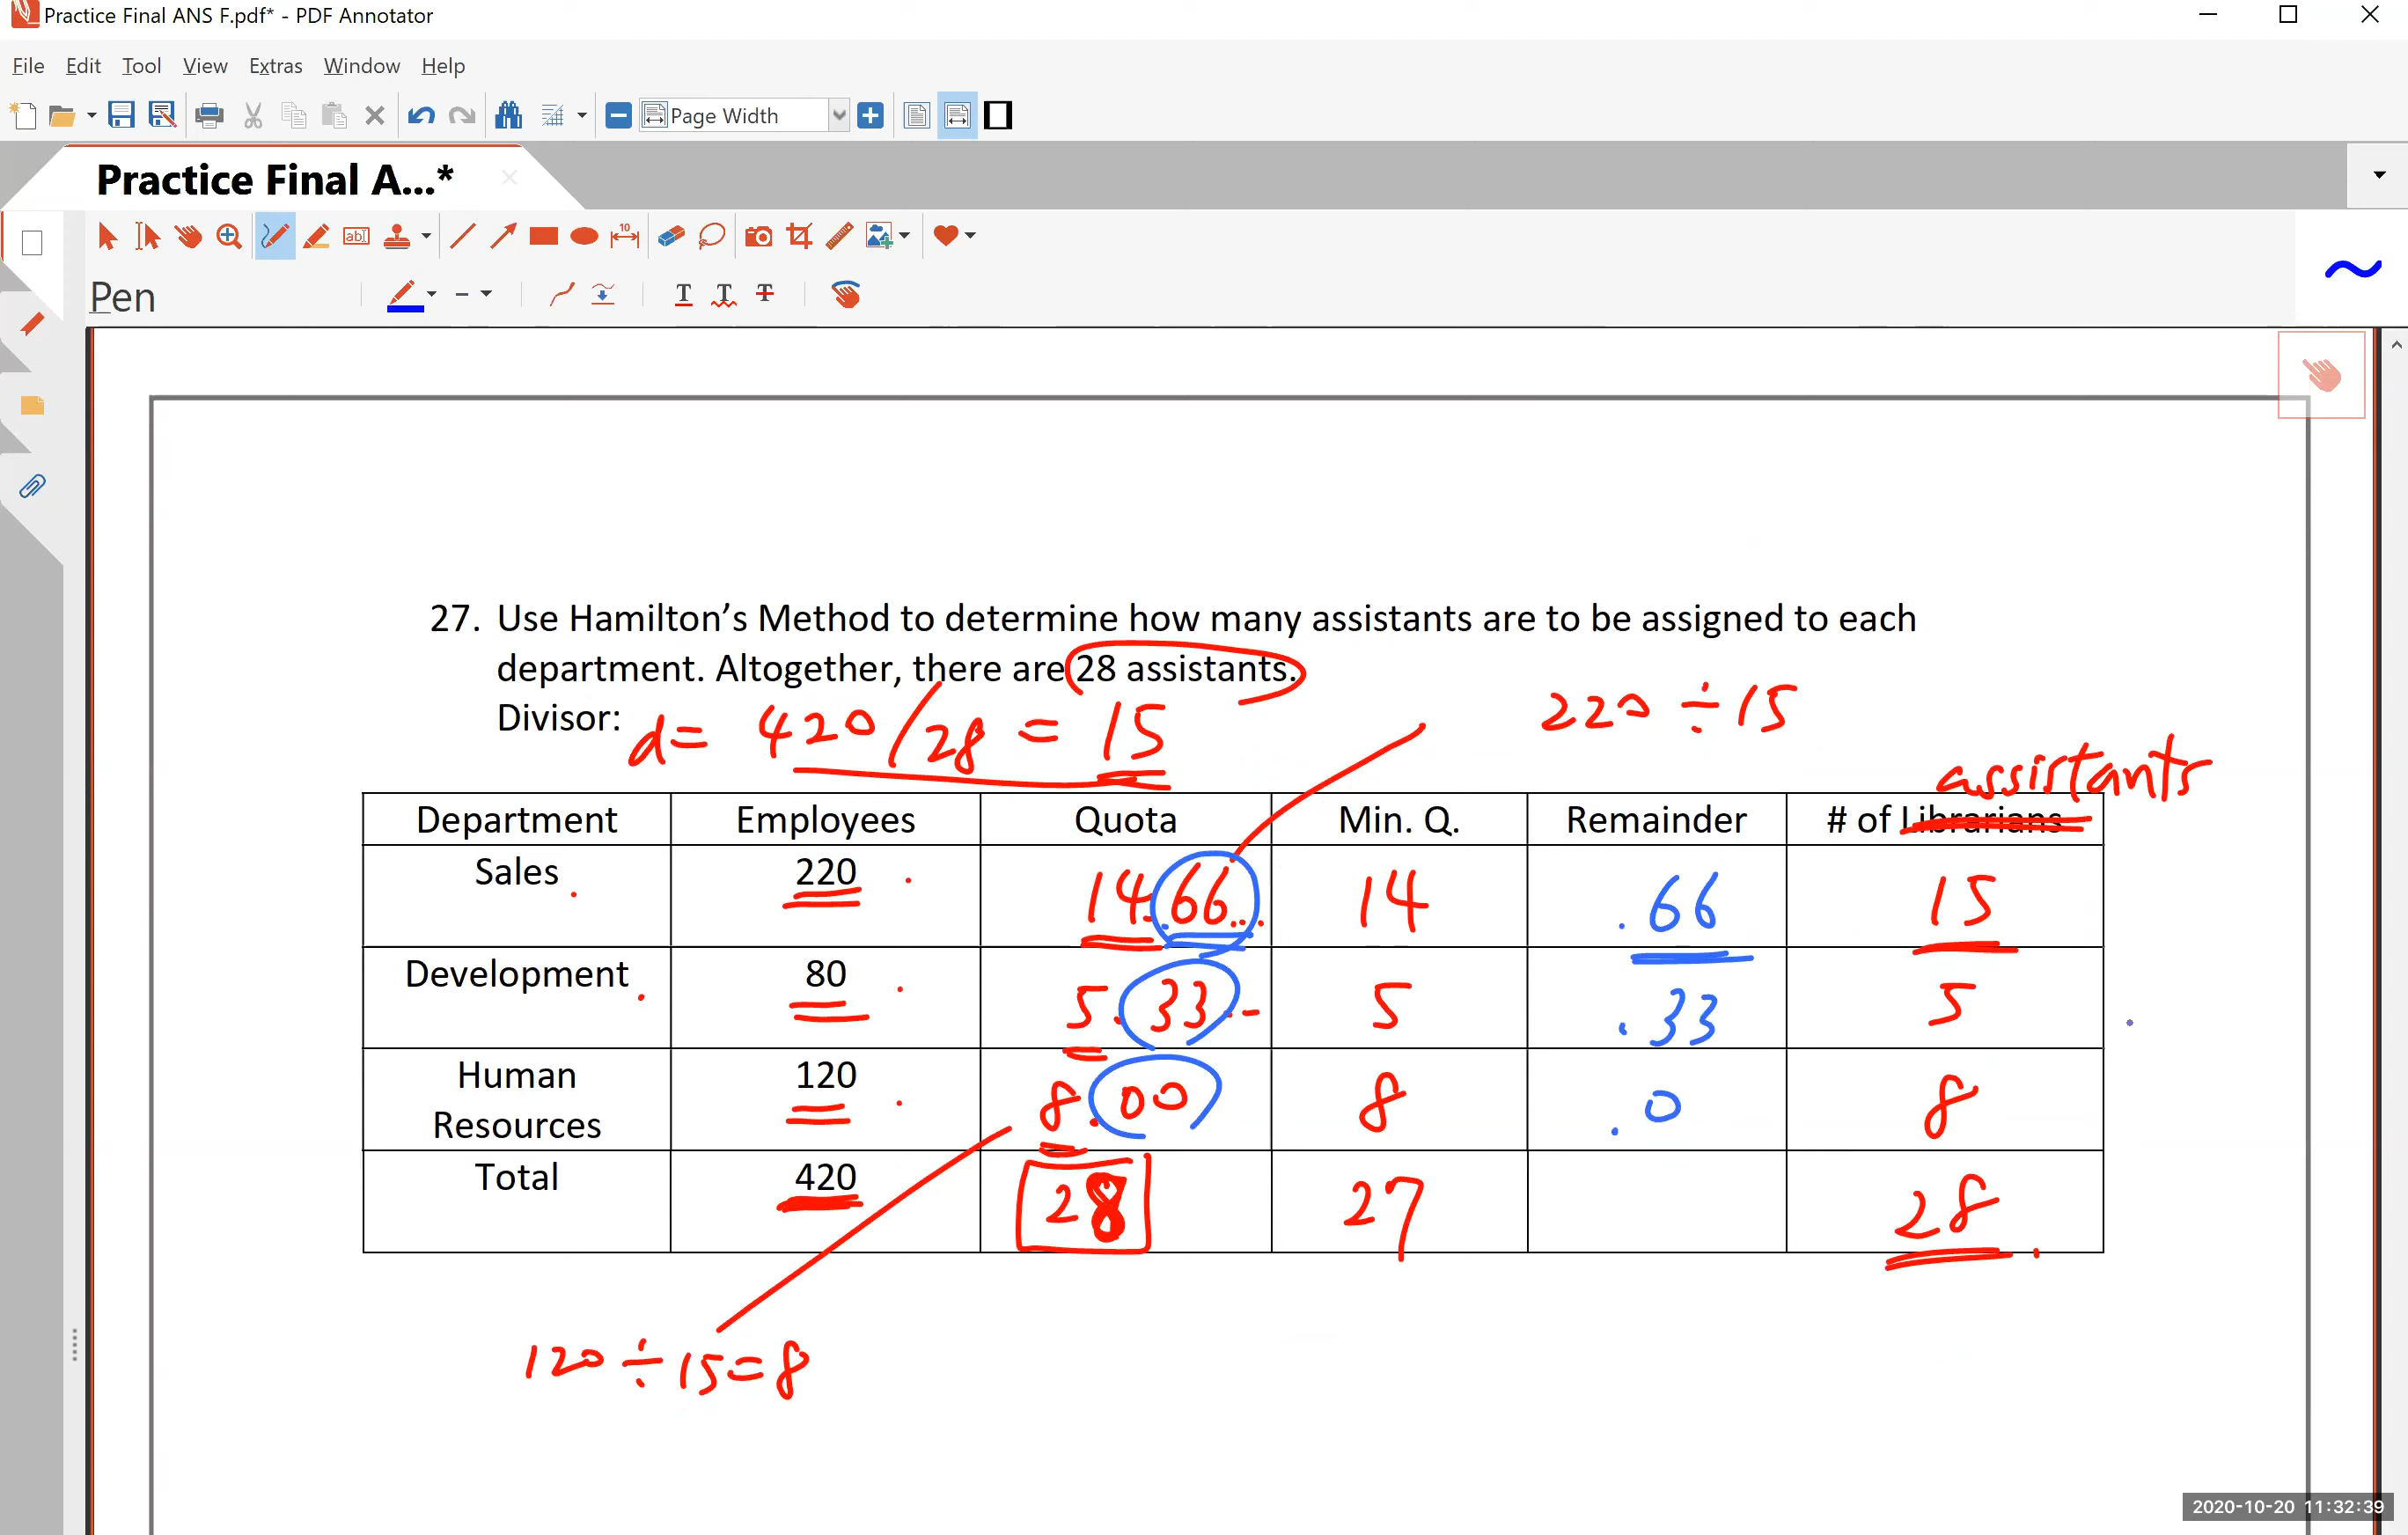 Practice Final ANS F.pdf* - PDF Annotator
File Edit Tool View Extras Window Help
Page Width
Practice Final A...*
Pen
27. Use Hamilton's Method to determine how many assistants are to be assigned to each
department. Altogether, there are 28 assistants.
Divisor: d = 420/28 = 15
220 ÷ 15
assistants
Department Employees Quota Min. Q. Remainder # of Librarians
Sales 220 14.66... 14 .66 15
Development 80 5.33.. 5 .33 5
Human Resources 120 8.00 8 .0 8
Total 420 28 27 28
120 ÷ 15 = 8
2020-10-20 11:32:39